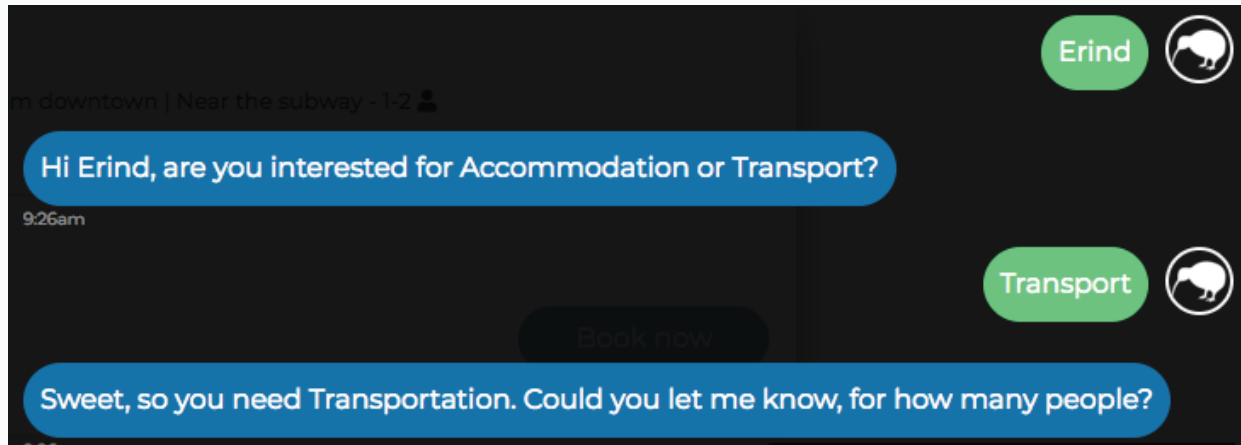 Erind
m downtown | Near the subway - 1-2
Hi Erind, are you interested for Accommodation or Transport?
9:26am
Transport
Book now
Sweet, so you need Transportation. Could you let me know, for how many people?